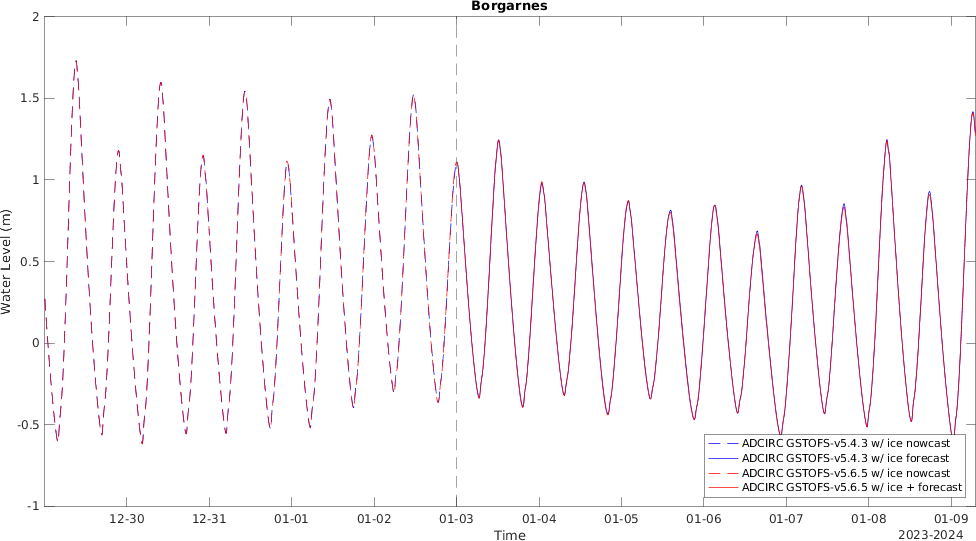 Borgarnes
2
1.5
1
0.5
0
-0.5
-1
Water Level (m)
12-30
12-31
01-01
01-02
01-03
01-04
01-05
01-06
01-07
01-08
01-09
2023-2024
Time
ADCIRC GSTOFS-v5.4.3 w/ ice nowcast
ADCIRC GSTOFS-v5.4.3 w/ ice forecast
ADCIRC GSTOFS-v5.6.5 w/ ice nowcast
ADCIRC GSTOFS-v5.6.5 w/ ice + forecast